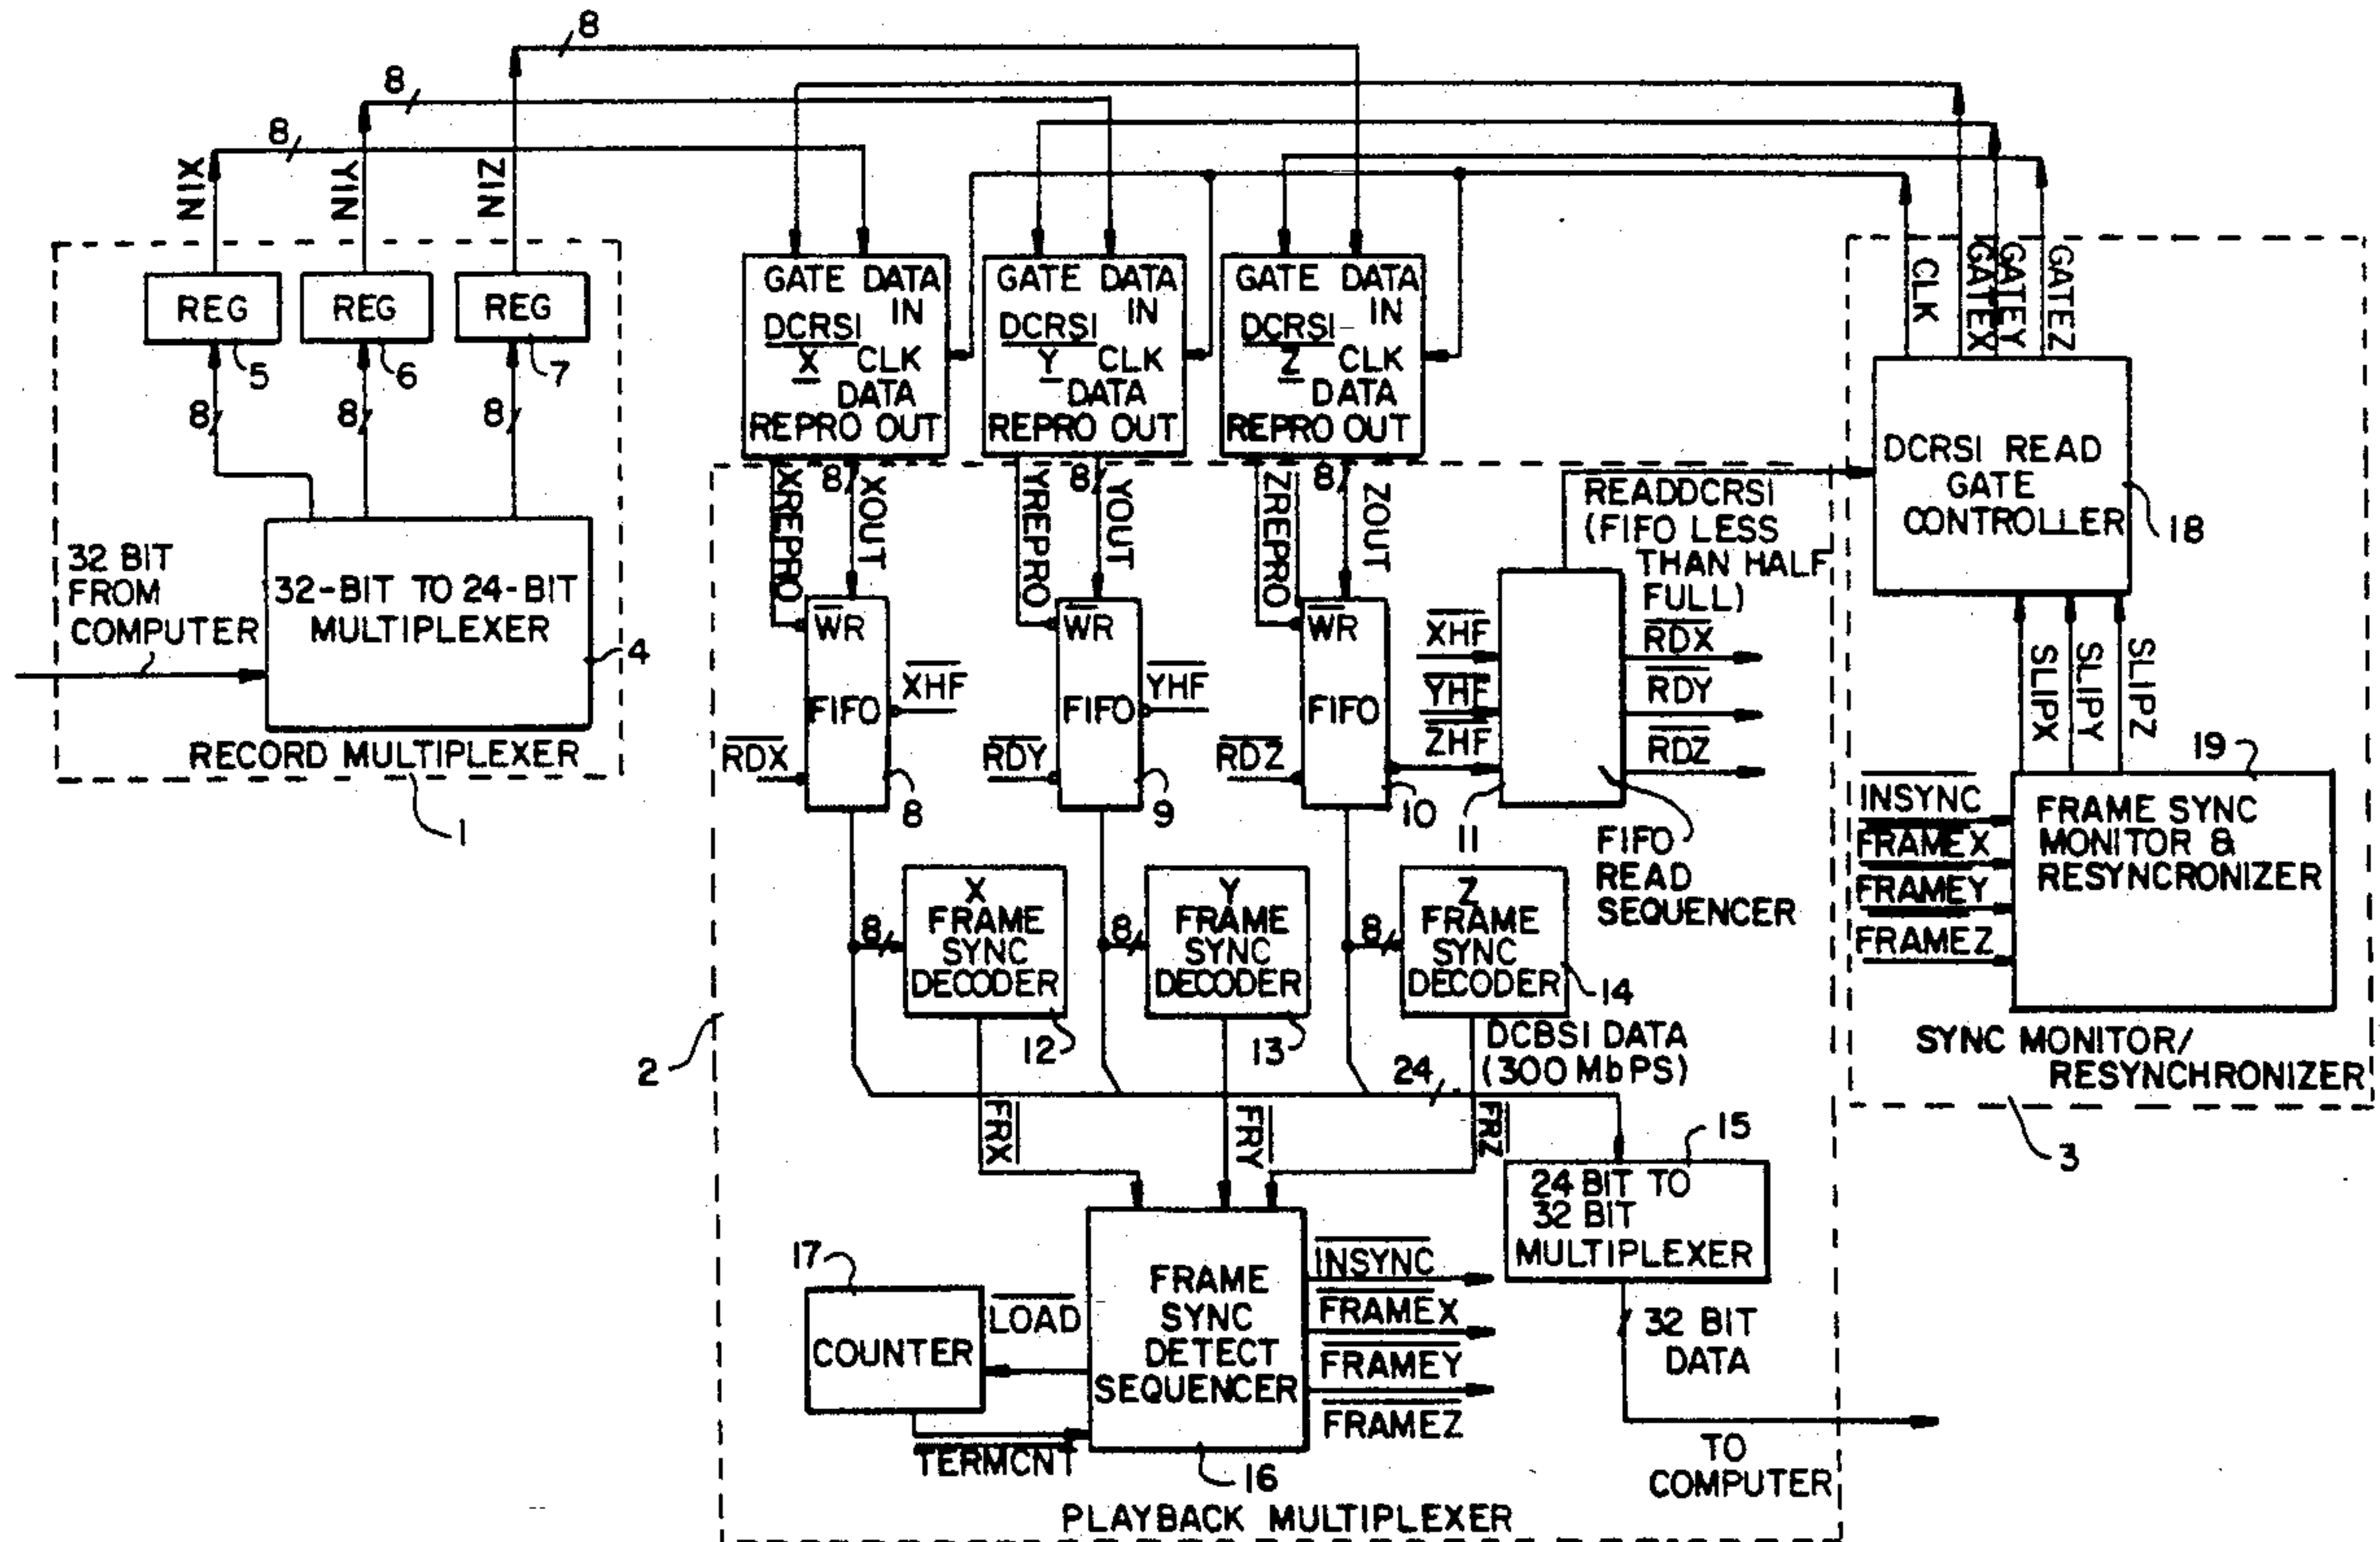 8
8
8
XIN
YIN
ZIN
REG
REG
REG
5
6
7
8
8
8
32 BIT
FROM
COMPUTER
32-BIT TO 24-BIT
MULTIPLEXER
4
RECORD MULTIPLEXER
1
GATE DATA
IN
DCRSI
X CLK
DATA
REPRO OUT
GATE DATA
IN
DCRSI
Y CLK
DATA
REPRO OUT
GATE DATA
IN
DCRSI
Z CLK
DATA
REPRO OUT
CLK
GATEX
GATEY
GATEZ
DCRSI READ
GATE
CONTROLLER
18
XREPRO
8
XOUT
YREPRO
8
YOUT
ZREPRO
8
ZOUT
READDCRSI
(FIFO LESS
THAN HALF
FULL)
WR
FIFO
XHF
RDX
8
WR
FIFO
YHF
RDY
9
WR
FIFO
RDZ
10
XHF
YHF
ZHF
RDX
RDY
RDZ
11
FIFO
READ
SEQUENCER
SLIPX
SLIPY
SLIPZ
19
INSYNC
FRAMEX
FRAMEY
FRAMEZ
FRAME SYNC
MONITOR &
RESYNCRONIZER
SYNC MONITOR/
RESYNCHRONIZER
3
8
X
FRAME
SYNC
DECODER
12
8
Y
FRAME
SYNC
DECODER
13
8
Z
FRAME
SYNC
DECODER
14
2
DCBSI DATA
(300 MbPS)
24
FRX
FRY
FRZ
15
24 BIT TO
32 BIT
MULTIPLEXER
32 BIT
DATA
TO
COMPUTER
17
COUNTER
LOAD
TERMCNT
FRAME
SYNC
DETECT
SEQUENCER
16
INSYNC
FRAMEX
FRAMEY
FRAMEZ
PLAYBACK MULTIPLEXER